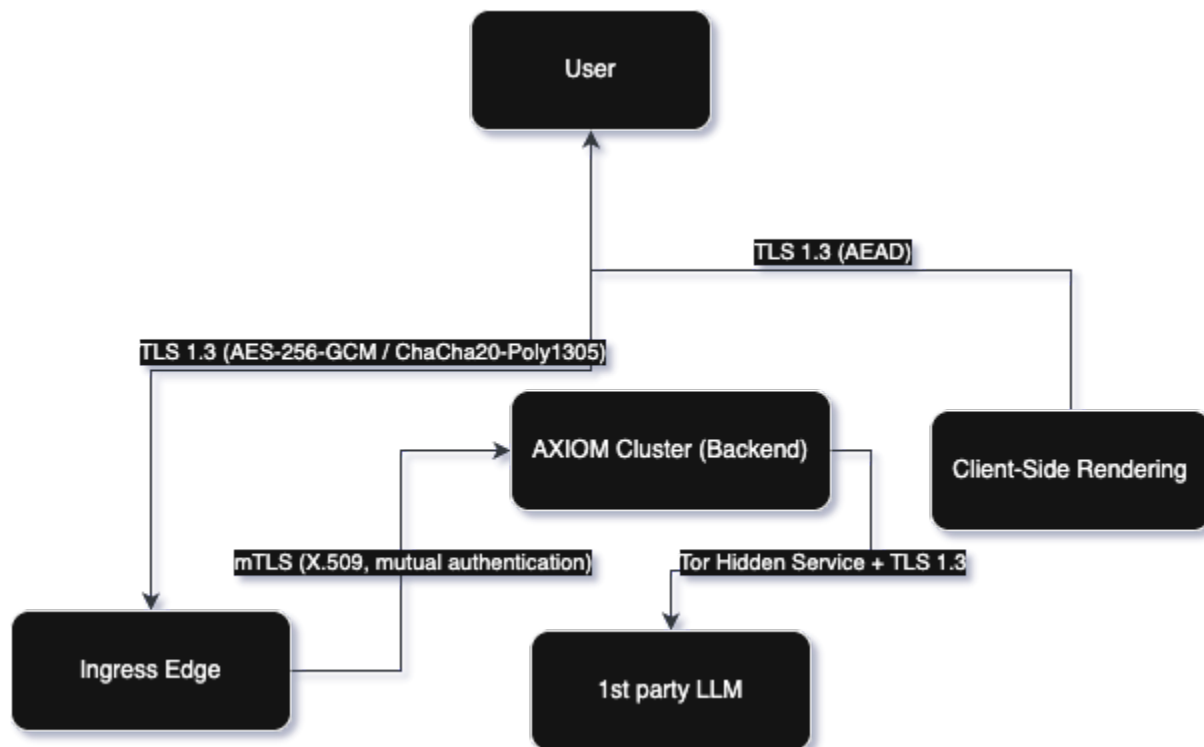 User
TLS 1.3 (AEAD)
TLS 1.3 (AES-256-GCM / ChaCha20-Poly1305)
AXIOM Cluster (Backend)
Client-Side Rendering
mTLS (X.509, mutual authentication)
Tor Hidden Service + TLS 1.3
Ingress Edge
1st party LLM